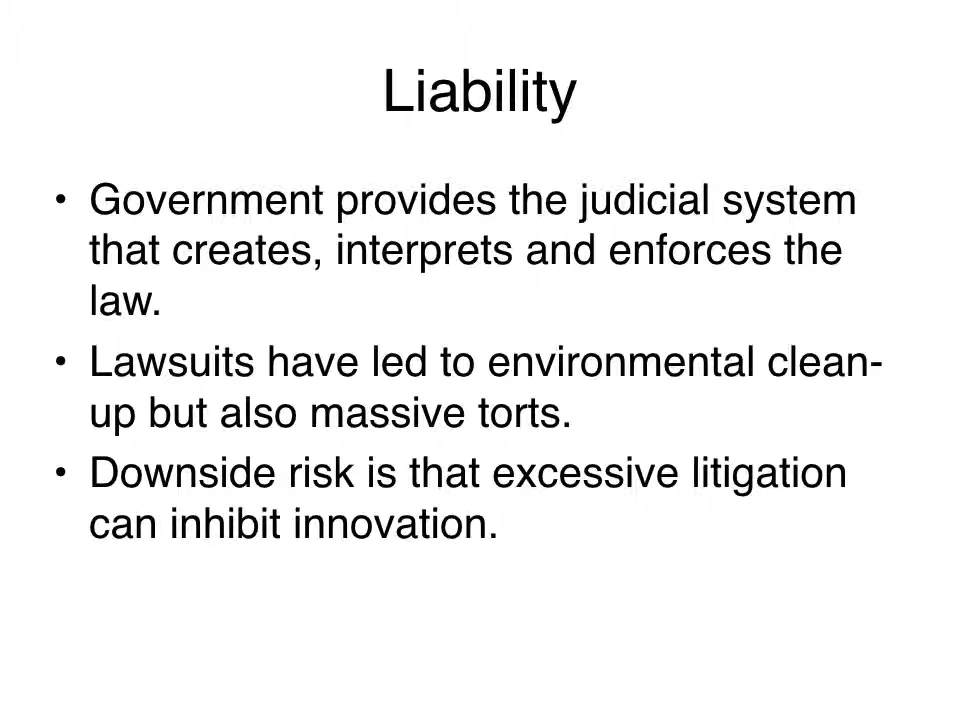 Liability
• Government provides the judicial system
that creates, interprets and enforces the
law.
• Lawsuits have led to environmental clean-
up but also massive torts.
• Downside risk is that excessive litigation
can inhibit innovation.